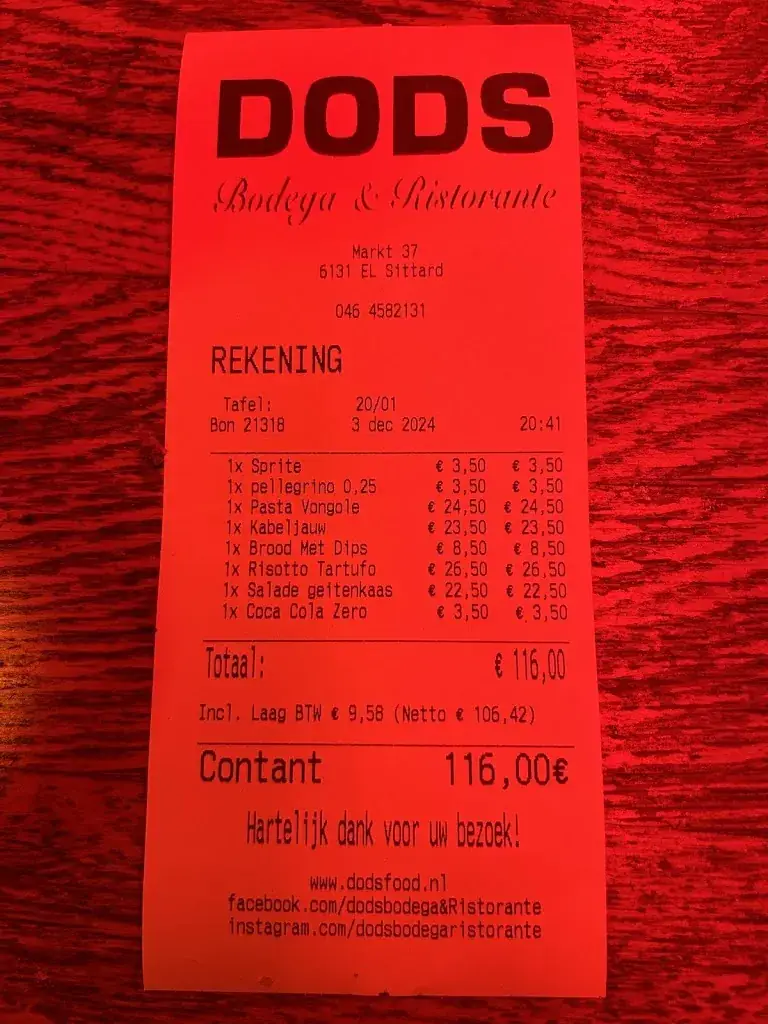 DODS
Bodega & Ristorante
Markt 37
6131 EL Sittard
046 4582131
REKENING
Tafel: 20/01
Bon 21318 3 dec 2024 20:41
1x Sprite € 3,50 € 3,50
1x pellegrino 0,25 € 3,50 € 3,50
1x Pasta Vongole € 24,50 € 24,50
1x Kabeljauw € 23,50 € 23,50
1x Brood Met Dips € 8,50 € 8,50
1x Risotto Tartufo € 26,50 € 26,50
1x Salade geitenkaas € 22,50 € 22,50
1x Coca Cola Zero € 3,50 € 3,50
Totaal: € 116,00
Incl. Laag BTW € 9,58 (Netto € 106,42)
Contant 116,00€
Hartelijk dank voor uw bezoek!
www.dodsfood.nl
facebook.com/dodsbodega&Ristorante
instagram.com/dodsbodegaristorante